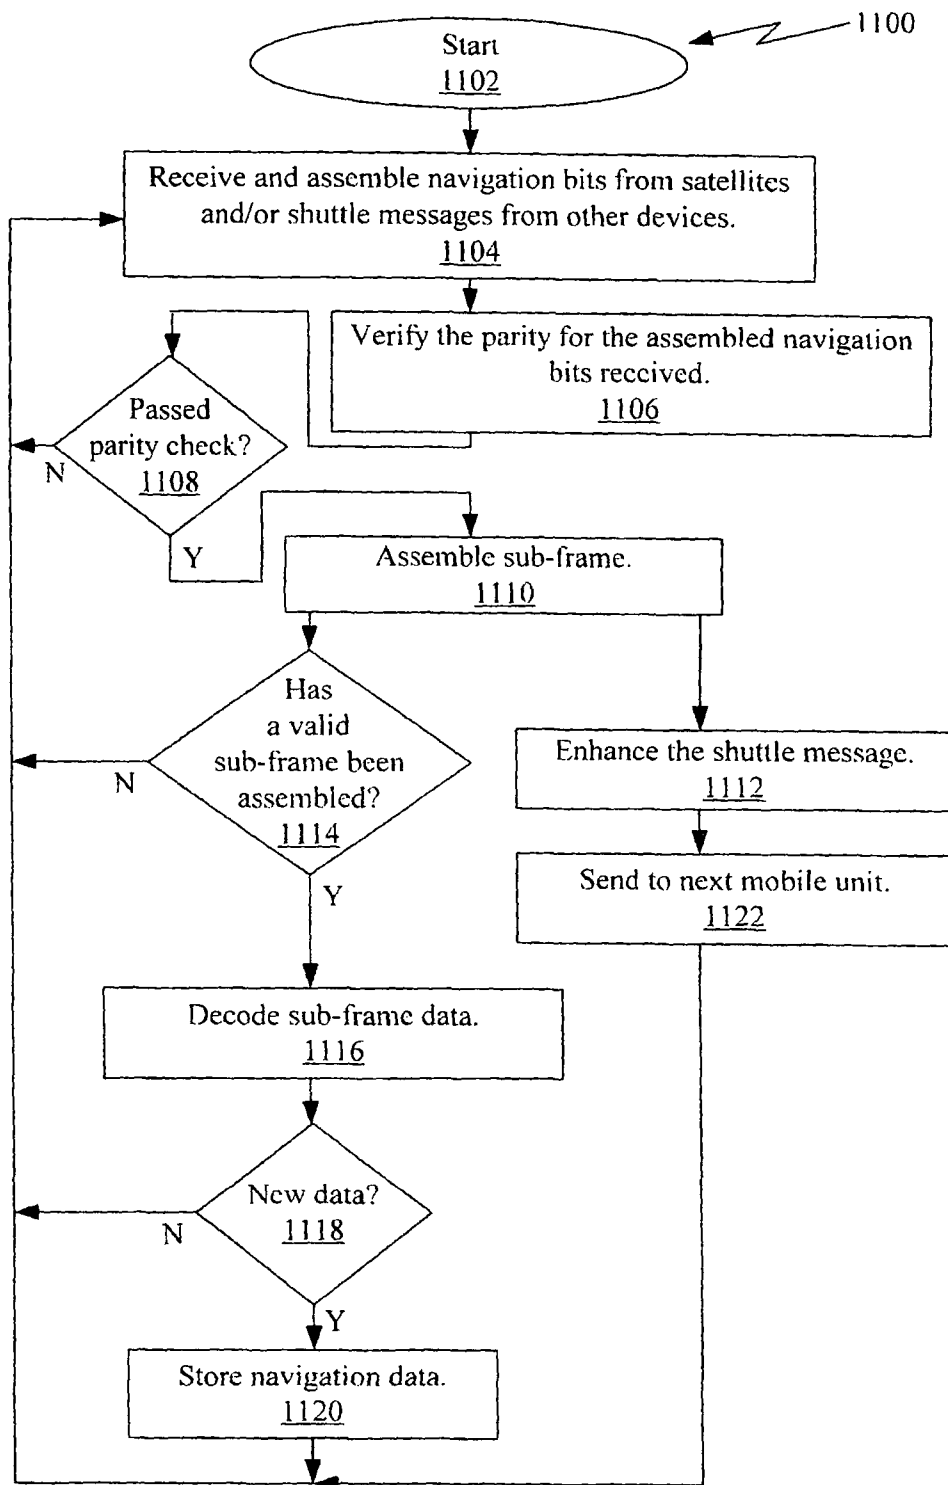 1100
Start
1102
Receive and assemble navigation bits from satellites
and/or shuttle messages from other devices.
1104
Verify the parity for the assembled navigation
bits received.
1106
Passed
parity check?
1108
N
Y
Assemble sub-frame.
1110
Has
a valid
sub-frame been
assembled?
1114
N
Y
Enhance the shuttle message.
1112
Send to next mobile unit.
1122
Decode sub-frame data.
1116
New data?
1118
N
Y
Store navigation data.
1120